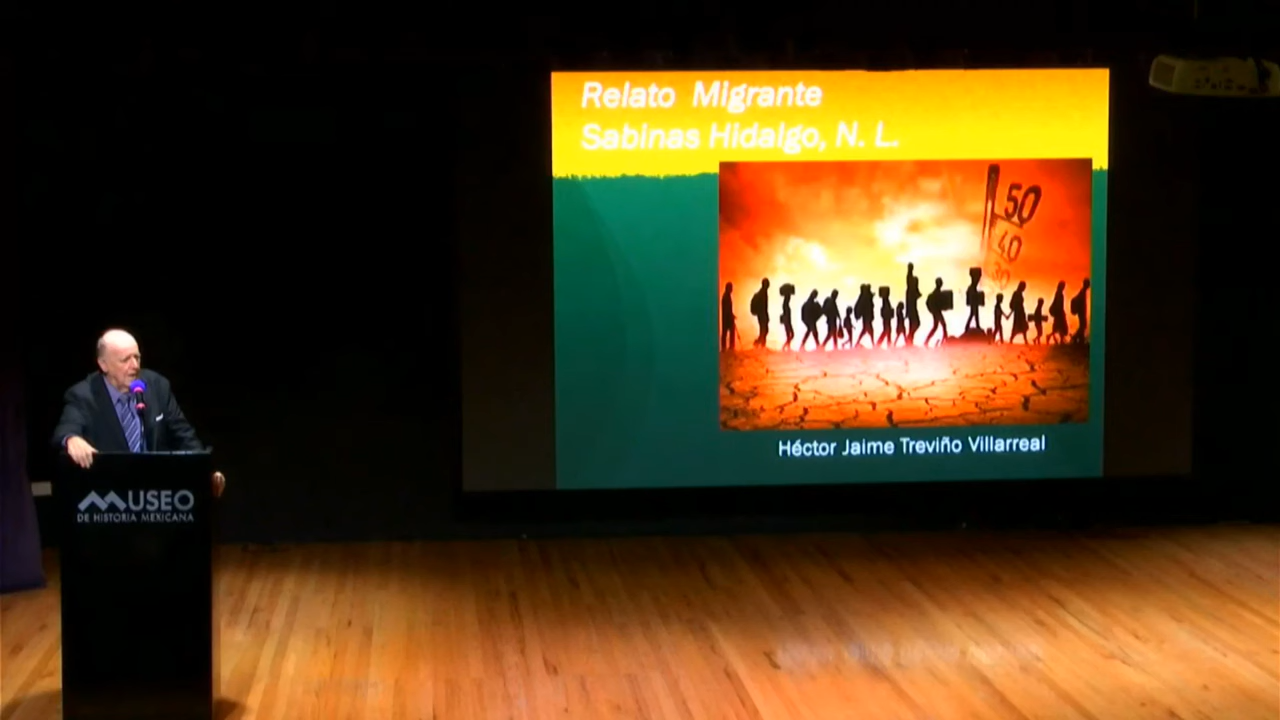 Relato Migrante
Sabinas Hidalgo, N. L.
50
40
30
Héctor Jaime Treviño Villarreal
MUSEO
DE HISTORIA MEXICANA